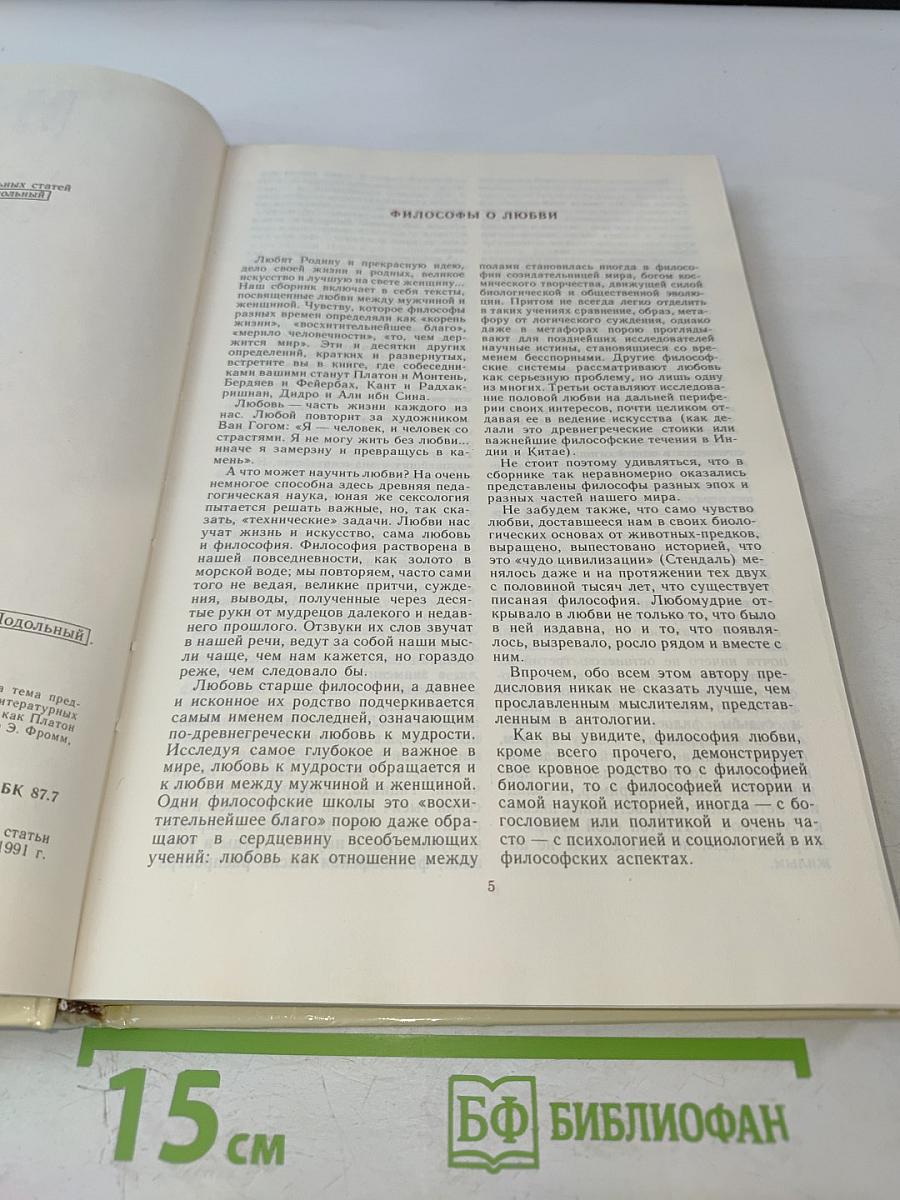 ьных статей
ольный
Подольный.
а тема пред-
литературных
как Платон
Э. Фромм,
БК 87.7
статьи
1991 г.
ФИЛОСОФЫ О ЛЮБВИ
Любят Родину и прекрасную идею,
дело своей жизни и родных, великое
искусство и лучшую на свете женщину...
Наш сборник включает в себя тексты,
посвященные любви между мужчиной и
женщиной. Чувству, которое философы
разных времен определяли как «корень
жизни», «восхитительнейшее благо»,
«мерило человечности», «то, чем дер-
жится мир». Эти и десятки других
определений, кратких и развернутых,
встретите вы в книге, где собеседни-
ками вашими станут Платон и Монтень,
Бердяев и Фейербах, Кант и Радхак-
ришнан, Дидро и Али ибн Сина.
Любовь — часть жизни каждого из
нас. Любой повторит за художником
Ван Гогом: «Я — человек, и человек со
страстями. Я не могу жить без любви...
иначе я замерзну и превращусь в ка-
мень».
А что может научить любви? На очень
немногое способна здесь древняя педа-
гогическая наука, юная же сексология
пытается решать важные, но, так ска-
зать, «технические» задачи. Любви нас
учат жизнь и искусство, сама любовь
и философия. Философия растворена в
нашей повседневности, как золото в
морской воде; мы повторяем, часто сами
того не ведая, великие притчи, сужде-
ния, выводы, полученные через деся-
тые руки от мудрецов далекого и недав-
него прошлого. Отзвуки их слов звучат
в нашей речи, ведут за собой наши мыс-
ли чаще, чем нам кажется, но гораздо
реже, чем следовало бы.
Любовь старше философии, а давнее
и исконное их родство подчеркивается
самым именем последней, означающим
по-древнегречески любовь к мудрости.
Исследуя самое глубокое и важное в
мире, любовь к мудрости обращается и
к любви между мужчиной и женщиной.
Одни философские школы это «восхи-
тительнейшее благо» порою даже обра-
щают в сердцевину всеобъемлющих
учений: любовь как отношение между
полами становилась иногда в филосо-
фии созидательницей мира, богом кос-
мического творчества, движущей силой
биологической и общественной эволю-
ции. Притом не всегда легко отделить
в таких учениях сравнение, образ, мета-
фору от логического суждения, однако
даже в метафорах порою прогляды-
вают для позднейших исследователей
научные истины, становящиеся со вре-
менем бесспорными. Другие философ-
ские системы рассматривают любовь
как серьезную проблему, но лишь одну
из многих. Третьи оставляют исследова-
ние половой любви на дальней перифе-
рии своих интересов, почти целиком от-
давая ее в ведение искусства (как де-
лали это древнегреческие стоики или
важнейшие философские течения в Ин-
дии и Китае).
Не стоит поэтому удивляться, что в
сборнике так неравномерно оказались
представлены философы разных эпох и
разных частей нашего мира.
Не забудем также, что само чувство
любви, доставшееся нам в своих биоло-
гических основах от животных-предков,
выращено, выпестовано историей, что
это «чудо цивилизации» (Стендаль) ме-
нялось даже и на протяжении тех двух
с половиной тысяч лет, что существует
писаная философия. Любомудрие от-
крывало в любви не только то, что было
в ней издавна, но и то, что появля-
лось, вызревало, росло рядом и вместе с
ним.
Впрочем, обо всем этом автору пре-
дисловия никак не сказать лучше, чем
прославленным мыслителям, представ-
ленным в антологии.
Как вы увидите, философия любви,
кроме всего прочего, демонстрирует
свое кровное родство то с философией
биологии, то с философией истории и
самой наукой историей, иногда — с бо-
гословием или политикой и очень ча-
сто — с психологией и социологией в их
философских аспектах.
5
15 см
БФ БИБЛИОФАН